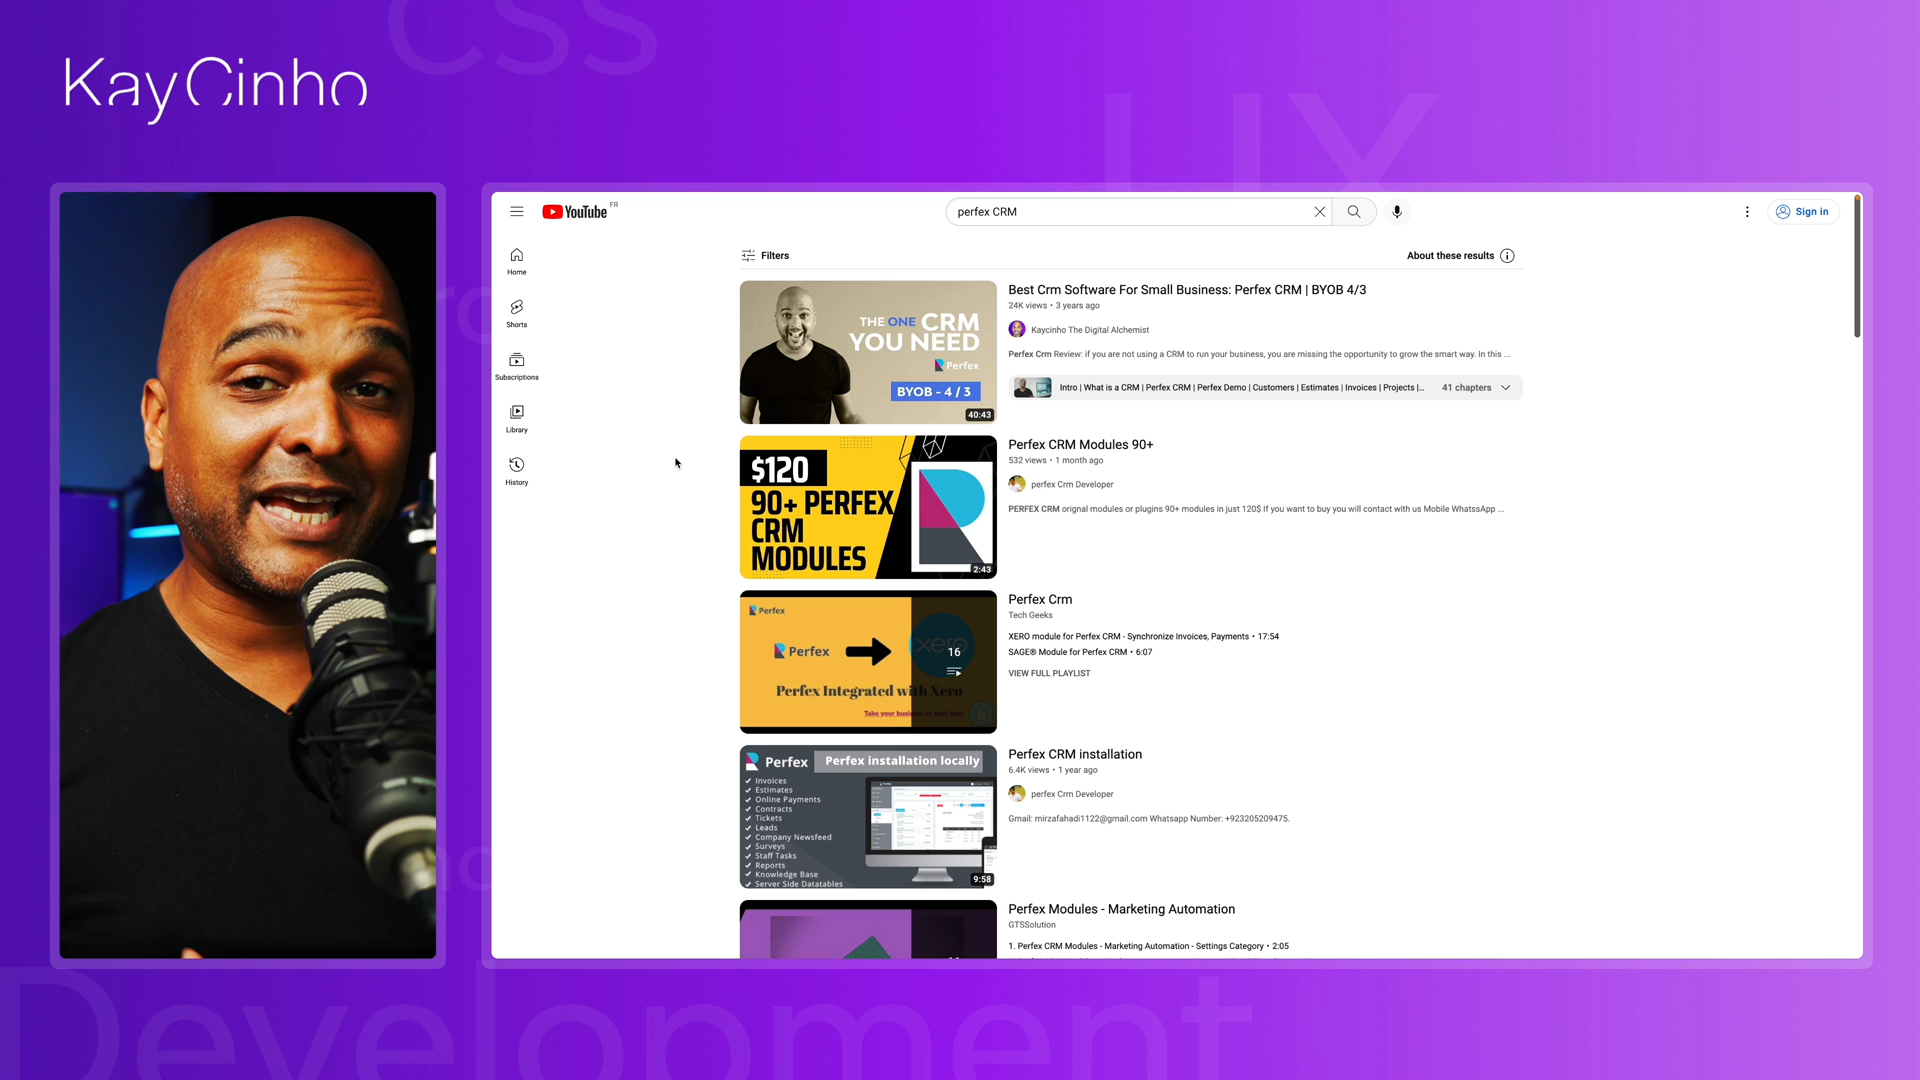 CSS
UX
KayCinho
YouTube FR
perfex CRM
Sign in
Home
Shorts
Subscriptions
Library
History
Filters
About these results
THE ONE CRM
YOU NEED
Perfex
BYOB - 4 / 3
40:43
Best Crm Software For Small Business: Perfex CRM | BYOB 4/3
24K views • 3 years ago
Kaycinho The Digital Alchemist
Perfex Crm Review: if you are not using a CRM to run your business, you are missing the opportunity to grow the smart way. In this ...
Intro | What is a CRM | Perfex CRM | Perfex Demo | Customers | Estimates | Invoices | Projects |... 41 chapters
$120
90+ PERFEX
CRM
MODULES
2:43
Perfex CRM Modules 90+
532 views • 1 month ago
perfex Crm Developer
PERFEX CRM orignal modules or plugins 90+ modules in just 120$ If you want to buy you will contact with us Mobile WhatssApp ...
Perfex
Perfex
xero
16
Perfex Integrated with Xero
Perfex Crm
Tech Geeks
XERO module for Perfex CRM - Synchronize Invoices, Payments • 17:54
SAGE® Module for Perfex CRM • 6:07
VIEW FULL PLAYLIST
Perfex
Perfex installation locally
Invoices
Estimates
Online Payments
Contracts
Tickets
Leads
Company Newsfeed
Surveys
Staff Tasks
Reports
Knowledge Base
Server Side Datatables
9:58
Perfex CRM installation
6.4K views • 1 year ago
perfex Crm Developer
Gmail: mirzafahadi1122@gmail.com Whatsapp Number: +923205209475.
Perfex Modules - Marketing Automation
GTSSolution
1. Perfex CRM Modules - Marketing Automation - Settings Category • 2:05
Development